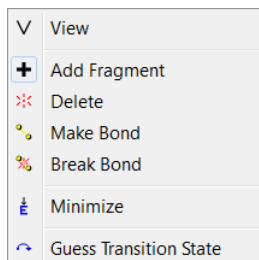 View
Add Fragment
Delete
Make Bond
Break Bond
Minimize
Guess Transition State